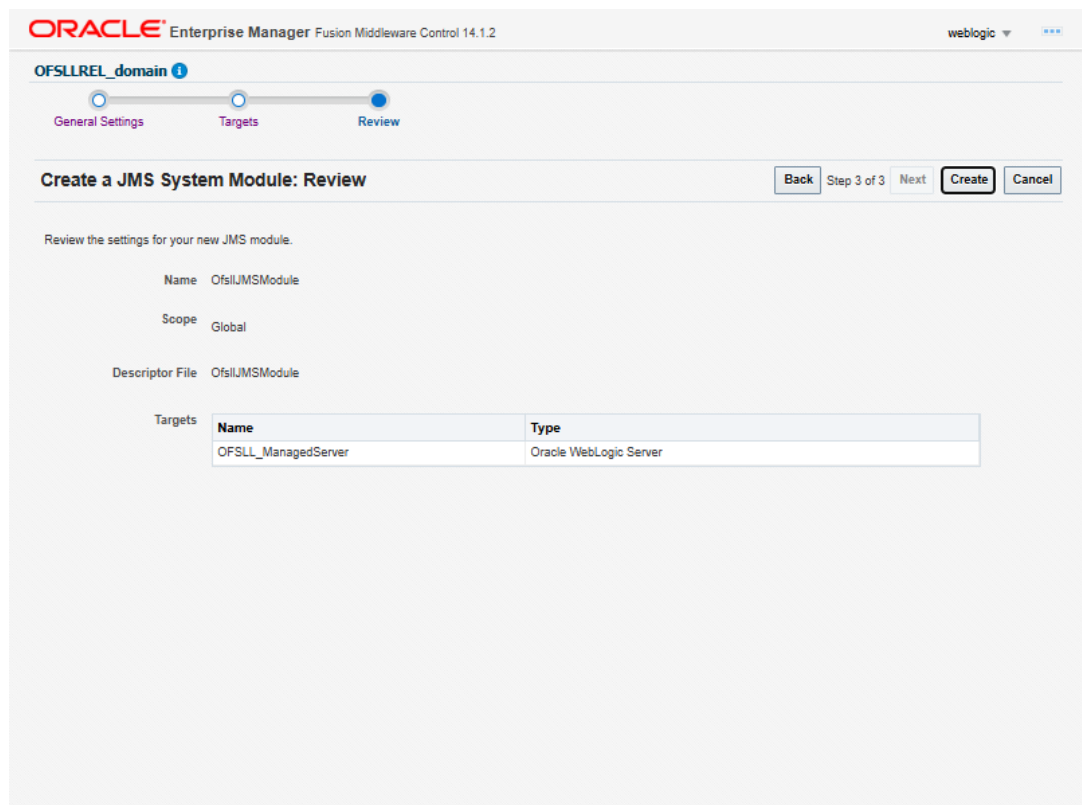 ORACLE® Enterprise Manager Fusion Middleware Control 14.1.2
weblogic
OFSLLREL_domain
General Settings Targets Review
Create a JMS System Module: Review
Back Step 3 of 3 Next Create Cancel
Review the settings for your new JMS module.
Name OfsllJMSModule
Scope Global
Descriptor File OfsllJMSModule
Targets
Name Type
OFSLL_ManagedServer Oracle WebLogic Server